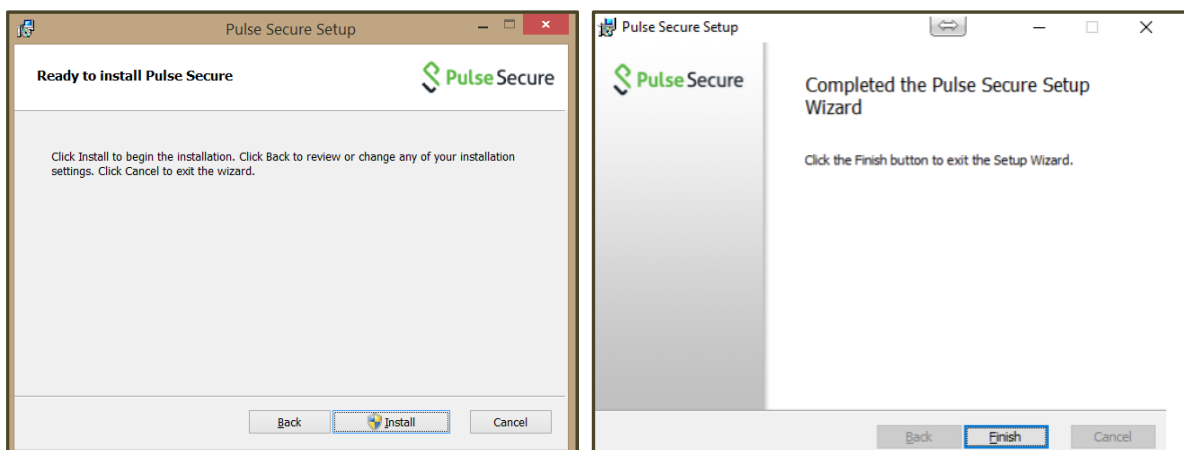 Pulse Secure Setup
Ready to install Pulse Secure
Pulse Secure
Click Install to begin the installation. Click Back to review or change any of your installation
settings. Click Cancel to exit the wizard.
Back
Install
Cancel
Pulse Secure Setup
Pulse Secure
Completed the Pulse Secure Setup
Wizard
Click the Finish button to exit the Setup Wizard.
Back
Finish
Cancel